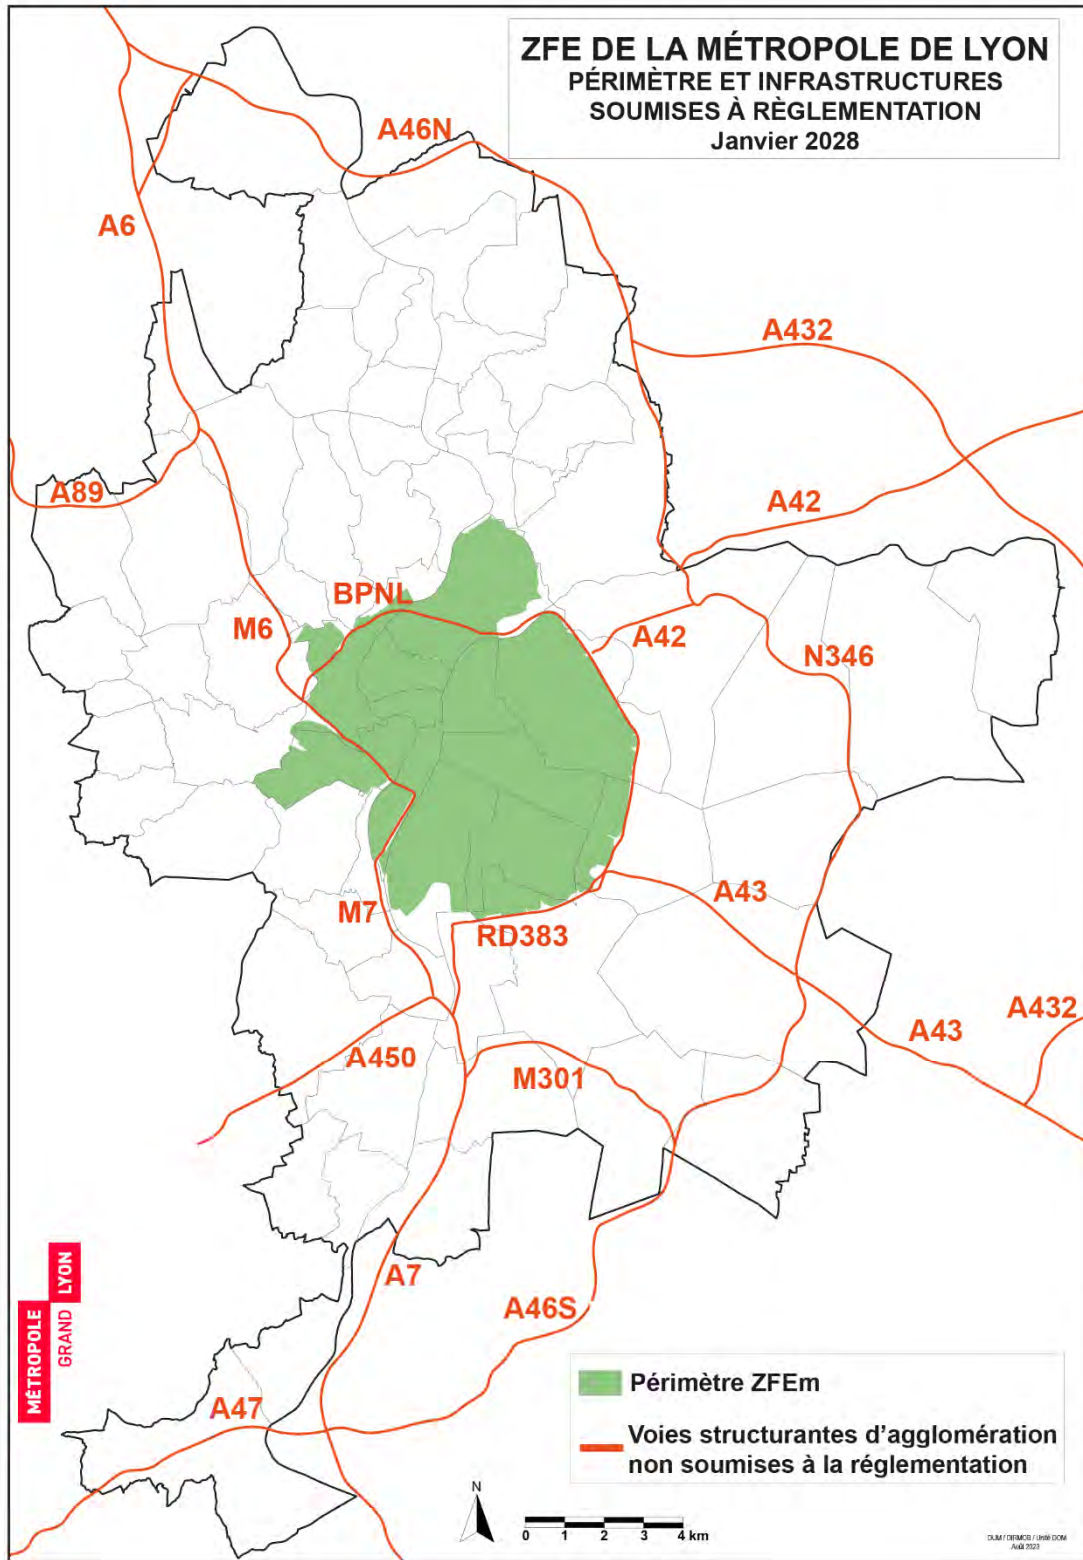 ZFE DE LA MÉTROPOLE DE LYON
PÉRIMÈTRE ET INFRASTRUCTURES
SOUMISES À RÈGLEMENTATION
Janvier 2028
A46N
A6
A432
A89
A42
BPNL
M6
A42
N346
A43
M7
RD383
A432
A43
A450
M301
A7
A46S
MÉTROPOLE
GRAND LYON
A47
Périmètre ZFEm
Voies structurantes d'agglomération
non soumises à la réglementation
N
0 1 2 3 4 km
Août 2023